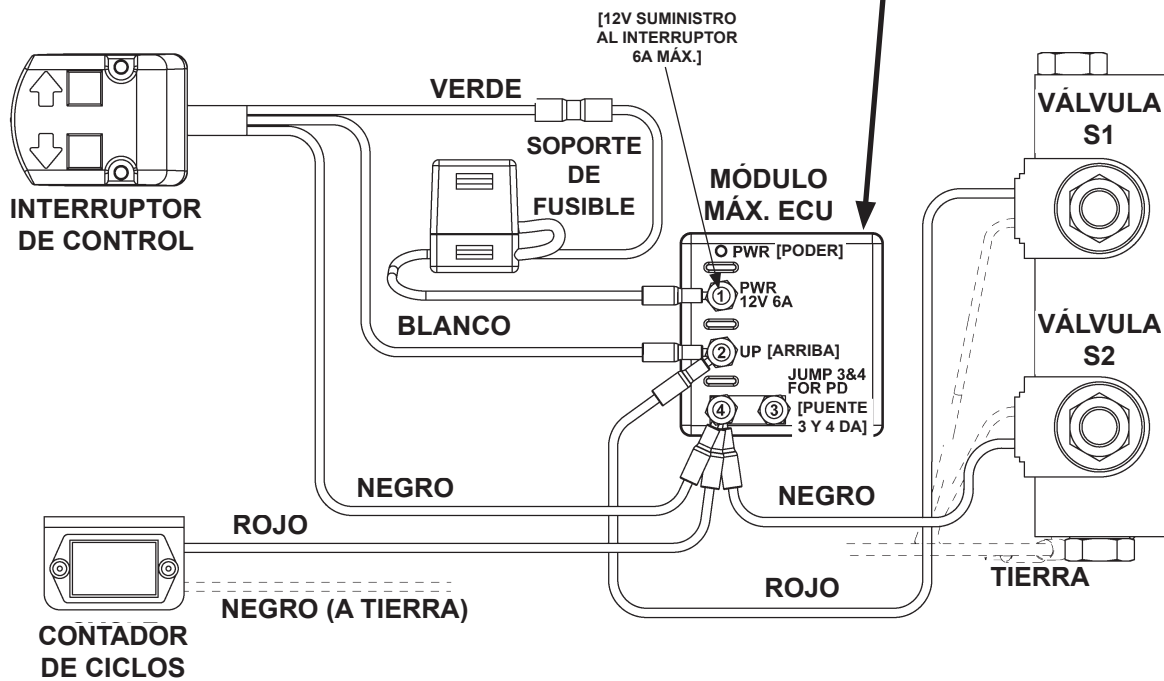 [12V SUMINISTRO
AL INTERRUPTOR
6A MÁX.]
VERDE
SOPORTE
DE
FUSIBLE
VÁLVULA
S1
INTERRUPTOR
DE CONTROL
MÓDULO
MÁX. ECU
PWR [PODER]
1
PWR
12V 6A
BLANCO
2
UP [ARRIBA]
VÁLVULA
S2
JUMP 3&4
FOR PD
4
3
[PUENTE
3 Y 4 DA]
NEGRO
NEGRO
ROJO
TIERRA
ROJO
NEGRO (A TIERRA)
CONTADOR
DE CICLOS